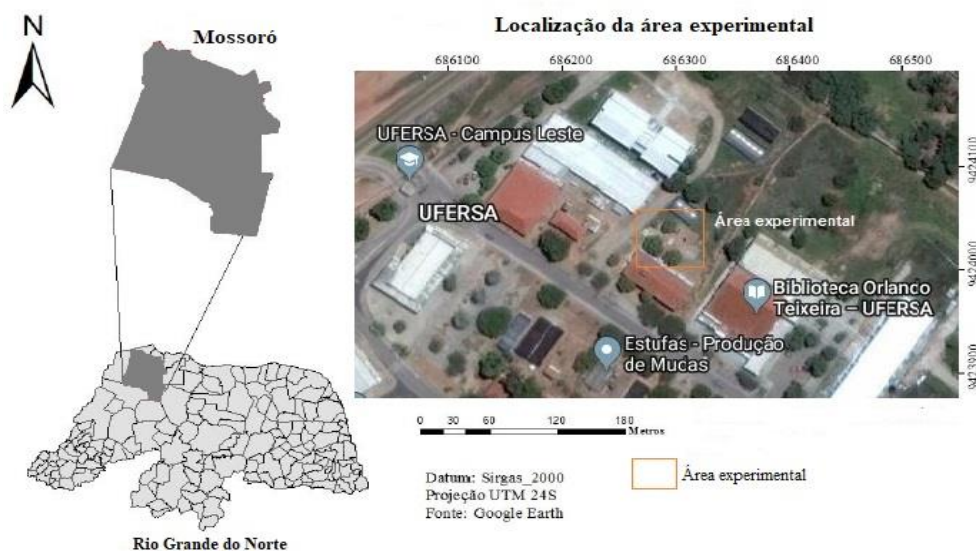 N
Mossoró
Localização da área experimental
686100 686200 686300 686400 686500
UFERSA - Campus Leste
UFERSA
Área experimental
Biblioteca Orlando
Teixeira – UFERSA
Estufas - Produção
de Mudas
9424100
9424000
9423900
0 30 60 120 180
Metros
Datum: Sirgas_2000
Projeção UTM 24S
Fonte: Google Earth
Área experimental
Rio Grande do Norte